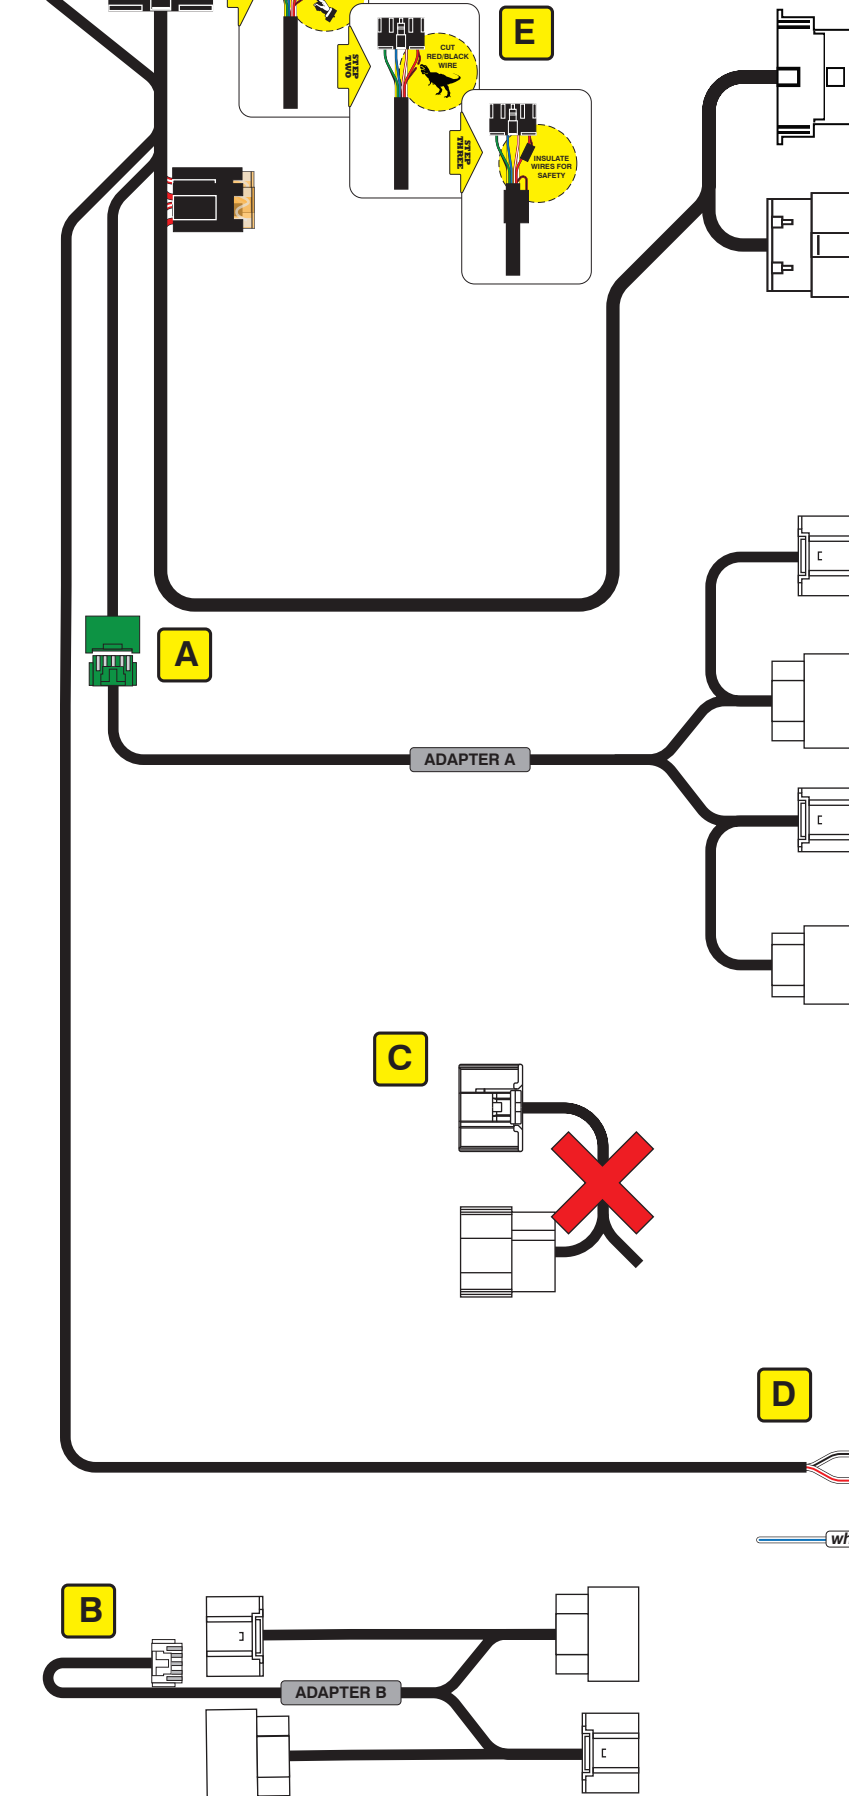 E
STEP
TWO
CUT
RED/BLACK
WIRE
STEP
THREE
INSULATE
WIRES FOR
SAFETY
A
ADAPTER A
C
D
B
ADAPTER B